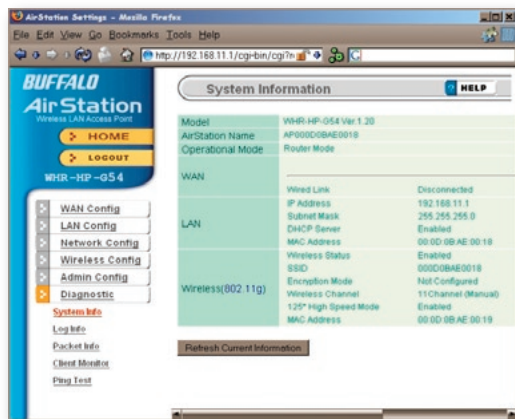 AirStation Settings - Mozilla Firefox
File Edit View Go Bookmarks Tools Help
http://192.168.11.1/cgi-bin/cgi?
BUFFALO
AirStation
Wireless LAN Access Point
HOME
LOGOUT
WHR-HP-G54
WAN Config
LAN Config
Network Config
Wireless Config
Admin Config
Diagnostic
System Info
Log Info
Packet Info
Client Monitor
Ping Test
System Information
HELP
Model WHR-HP-G54 Ver.1.20
AirStation Name AP000D0BAE0018
Operational Mode Router Mode
WAN
Wired Link Disconnected
LAN
IP Address 192.168.11.1
Subnet Mask 255.255.255.0
DHCP Server Enabled
MAC Address 00:0D:0B:AE:00:18
Wireless(802.11g)
Wireless Status Enabled
SSID 000D0BAE0018
Encryption Mode Not Configured
Wireless Channel 11Channel (Manual)
125* High Speed Mode Enabled
MAC Address 00:0D:0B:AE:00:19
Refresh Current Information